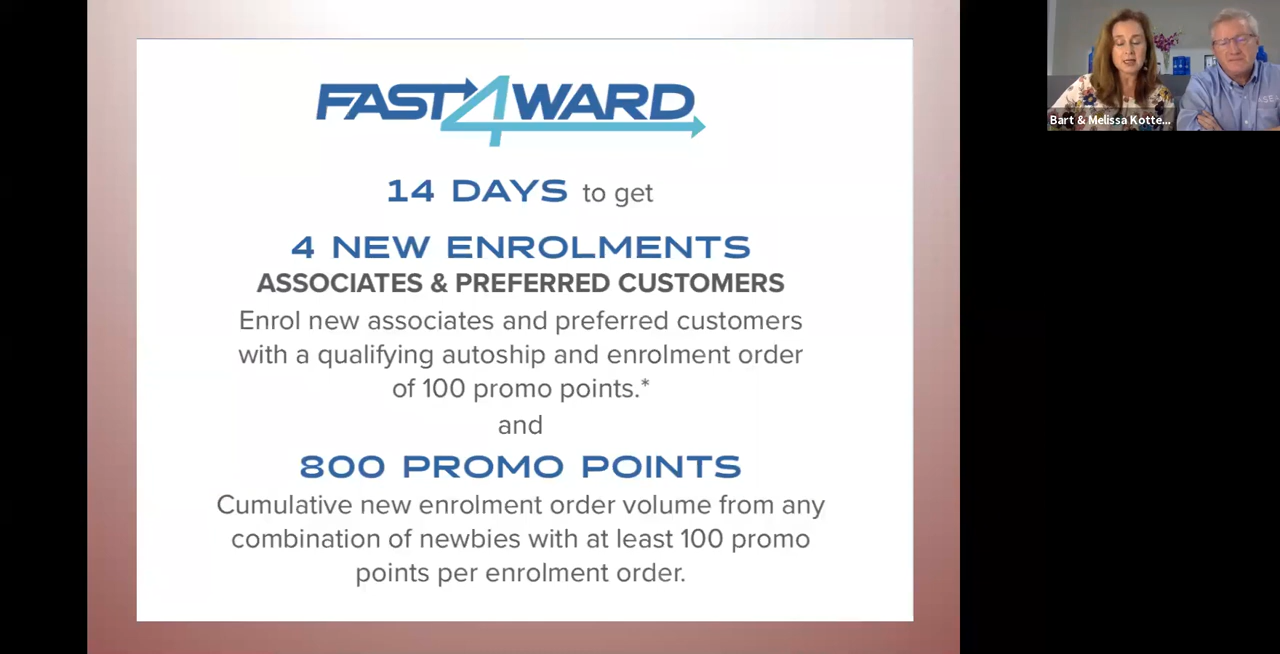 FAST4WARD
14 DAYS to get
4 NEW ENROLMENTS
ASSOCIATES & PREFERRED CUSTOMERS
Enrol new associates and preferred customers
with a qualifying autoship and enrolment order
of 100 promo points.*
and
800 PROMO POINTS
Cumulative new enrolment order volume from any
combination of newbies with at least 100 promo
points per enrolment order.
Bart & Melissa Kotte...